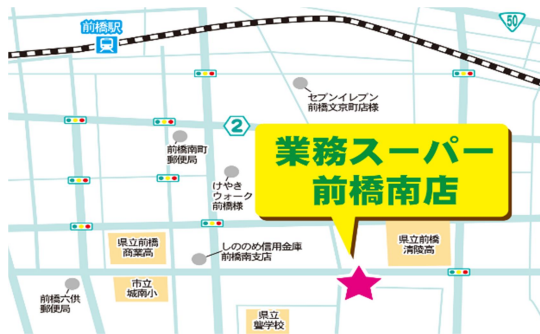 50
前橋駅
セブンイレブン
前橋文京町店様
2
前橋南町
郵便局
業務スーパー
前橋南店
けやき
ウォーク
前橋様
県立前橋
商業高
しののめ信用金庫
前橋南支店
県立前橋
清陵高
市立
城南小
前橋六供
郵便局
県立
聾学校